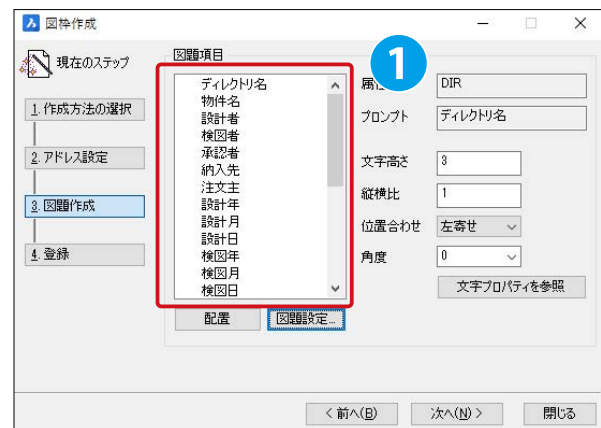 図枠作成
現在のステップ
1. 作成方法の選択
2. アドレス設定
3. 図題作成
4. 登録
図題項目
1
ディレクトリ名
物件名
設計者
検図者
承認者
納入先
注文主
設計年
設計月
設計日
検図年
検図月
検図日
配置
図題設定...
DIR
プロンプト
ディレクトリ名
文字高さ
3
縦横比
1
位置合わせ
左寄せ
角度
0
文字プロパティを参照
< 前へ(B)
次へ(N) >
閉じる